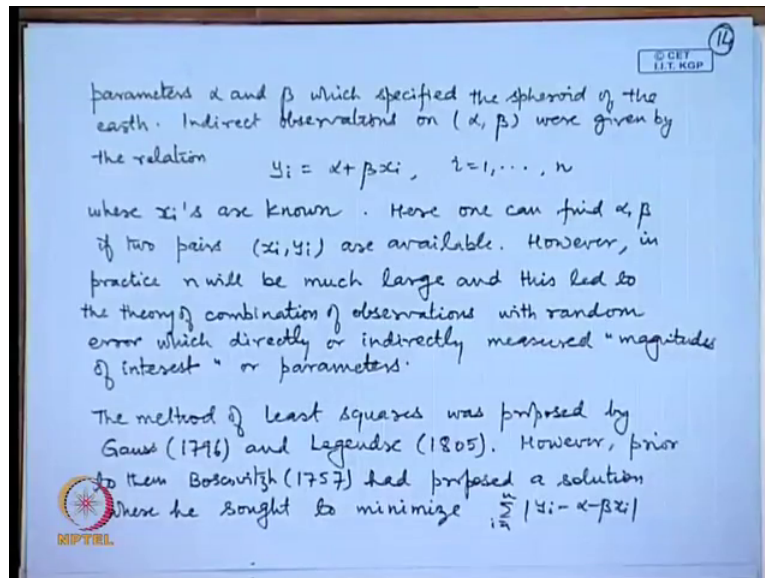 14
© CET
I.I.T. KGP
parameters α and β which specified the spheroid of the
earth. Indirect observations on (α, β) were given by
the relation
yi = α + βxi, i=1, ..., n
where xi's are known. Here one can find α, β
if two pairs (xi, yi) are available. However, in
practice n will be much large and this led to
the theory of combination of observations with random
error which directly or indirectly measured "magitudes
of interest" or parameters.
The method of least squares was proposed by
Gauss (1796) and Legendre (1805). However, prior
to them Boscovitzh (1757) had proposed a solution
where he sought to minimize Σ |yi - α - βxi|
NPTEL